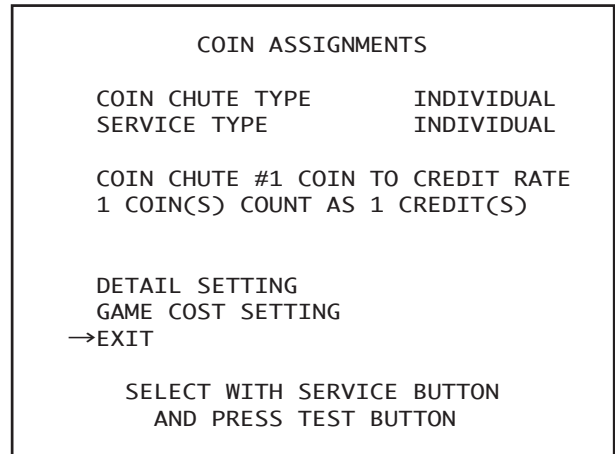 COIN ASSIGNMENTS
COIN CHUTE TYPE INDIVIDUAL
SERVICE TYPE INDIVIDUAL
COIN CHUTE #1 COIN TO CREDIT RATE
1 COIN(S) COUNT AS 1 CREDIT(S)
DETAIL SETTING
GAME COST SETTING
→EXIT
SELECT WITH SERVICE BUTTON
AND PRESS TEST BUTTON